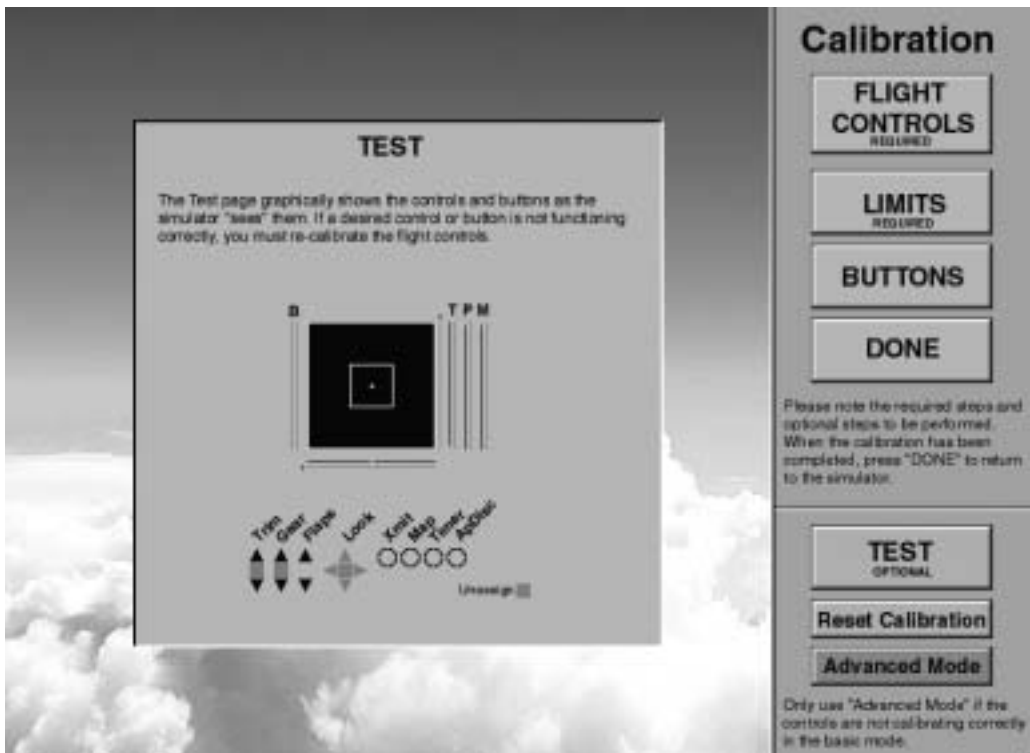 TEST
The Test page graphically shows the controls and buttons as the
simulator "sees" them. If a desired control or button is not functioning
correctly, you must re-calibrate the flight controls.
B
T P M
Trim Gear Flaps Look Xmit Map Timer ApDisc
Unassign
Calibration
FLIGHT
CONTROLS
REQUIRED
LIMITS
REQUIRED
BUTTONS
DONE
Please note the required steps and
optional steps to be performed.
When the calibration has been
completed, press "DONE" to return
to the simulator.
TEST
OPTIONAL
Reset Calibration
Advanced Mode
Only use "Advanced Mode" if the
controls are not calibrating correctly
in the basic mode.